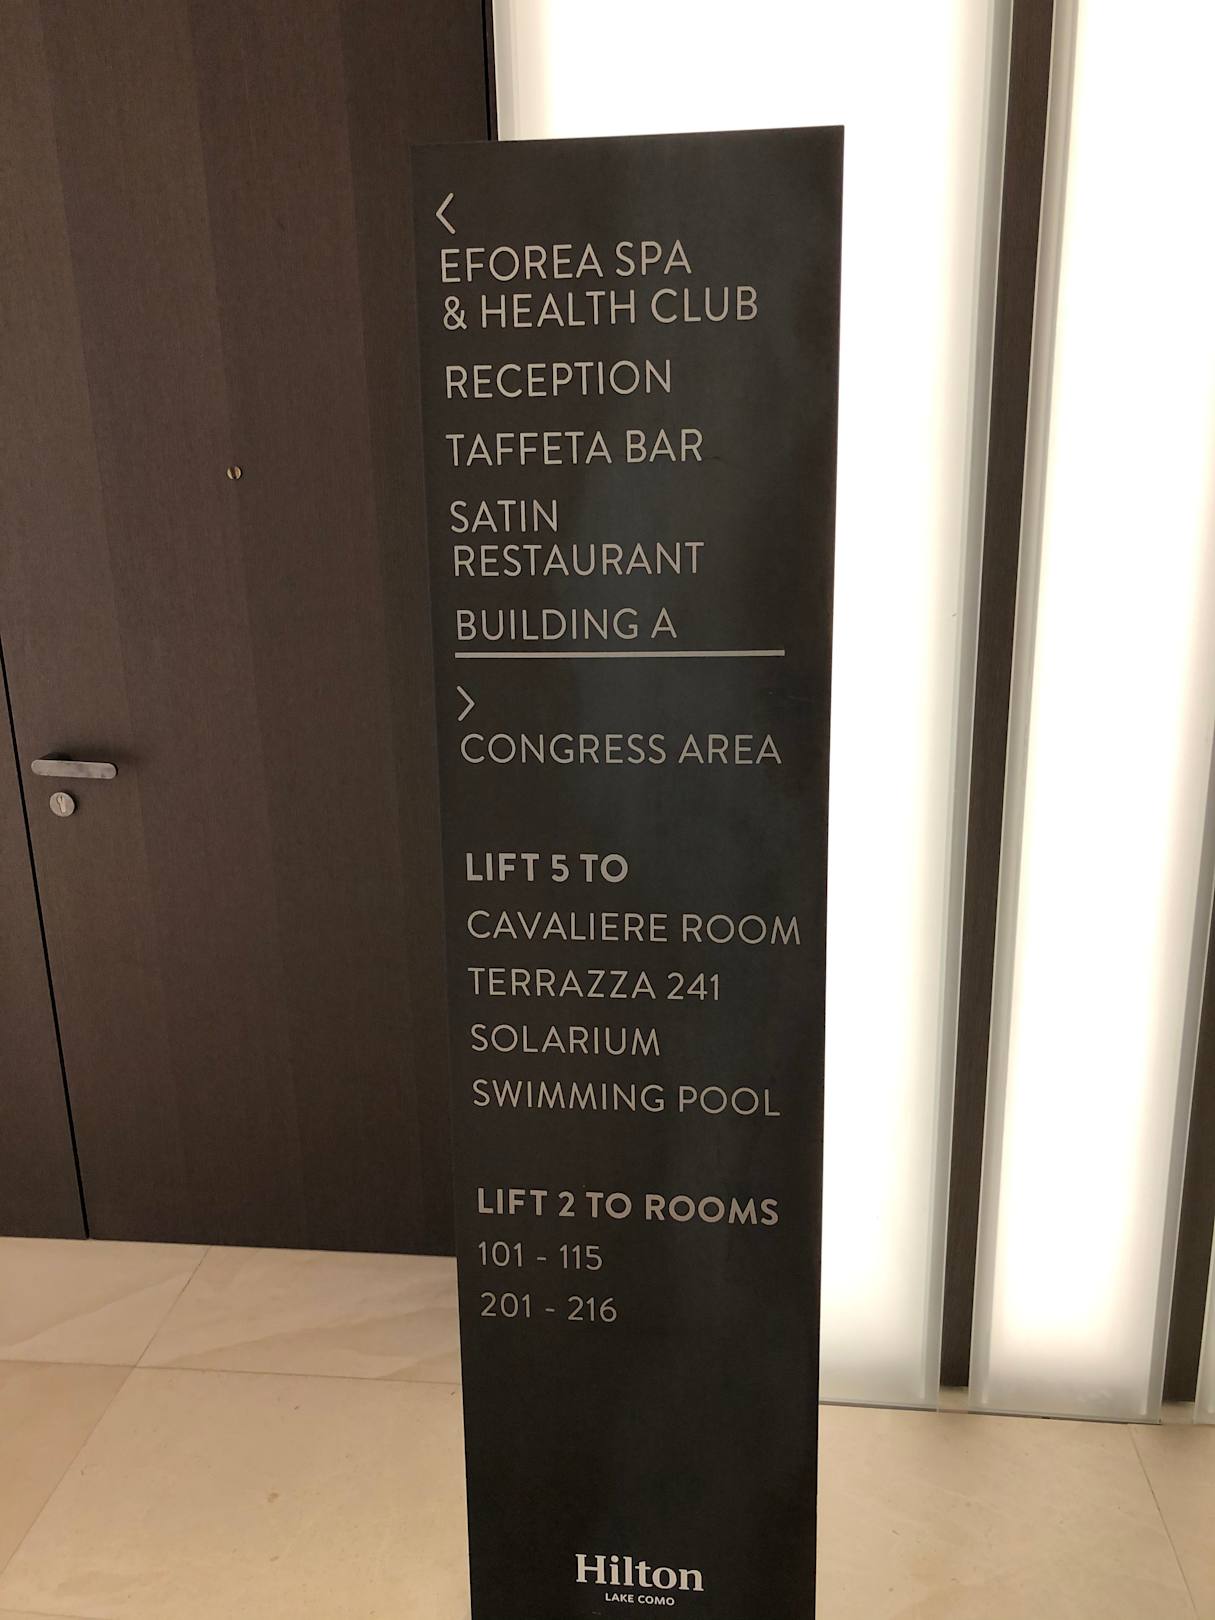 <
EFOREA SPA
& HEALTH CLUB
RECEPTION
TAFFETA BAR
SATIN
RESTAURANT
BUILDING A
>
CONGRESS AREA
LIFT 5 TO
CAVALIERE ROOM
TERRAZZA 241
SOLARIUM
SWIMMING POOL
LIFT 2 TO ROOMS
101 - 115
201 - 216
Hilton
LAKE COMO